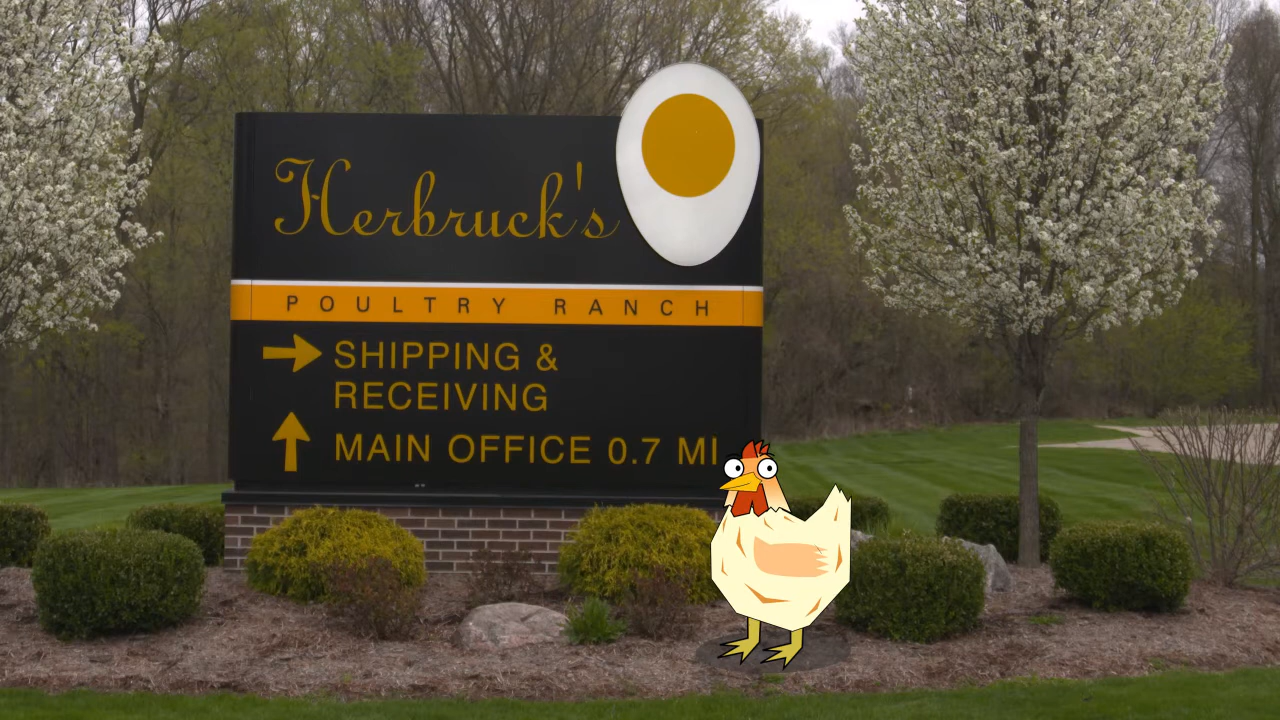 Herbruck's
POULTRY RANCH
SHIPPING &
RECEIVING
MAIN OFFICE 0.7 MI